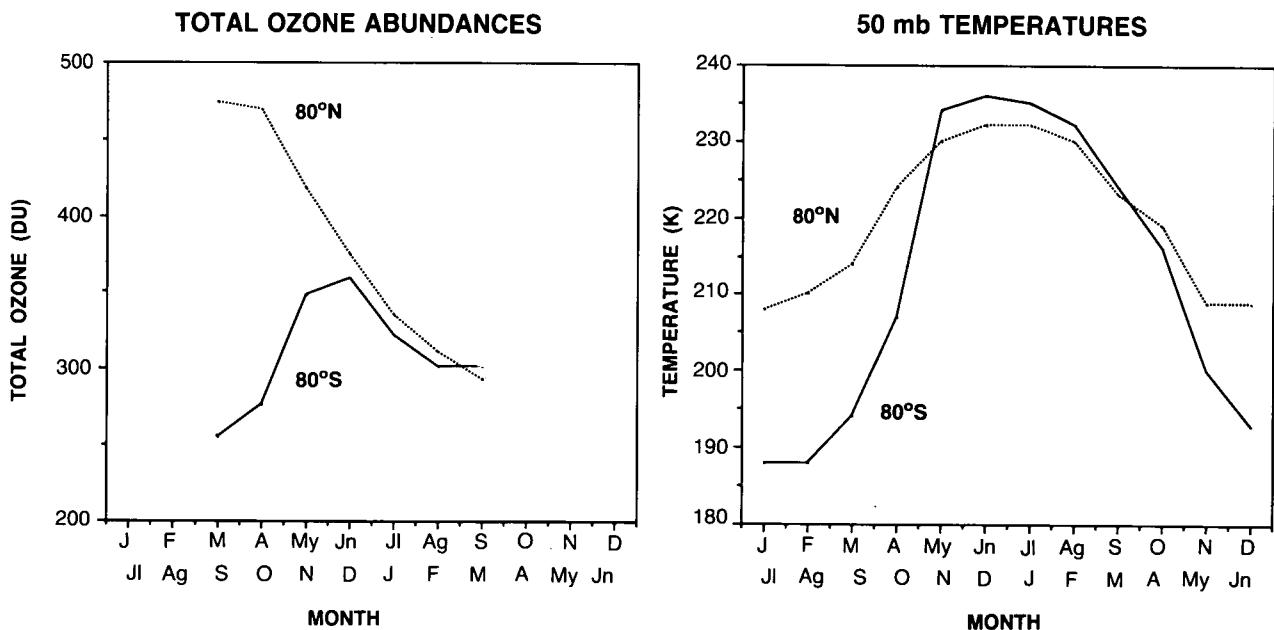 TOTAL OZONE ABUNDANCES
500
400
300
200
TOTAL OZONE (DU)
80°N
80°S
J F M A My Jn Jl Ag S O N D
Jl Ag S O N D J F M A My Jn
MONTH
50 mb TEMPERATURES
240
230
220
210
200
190
180
TEMPERATURE (K)
80°N
80°S
J F M A My Jn Jl Ag S O N D
Jl Ag S O N D J F M A My Jn
MONTH